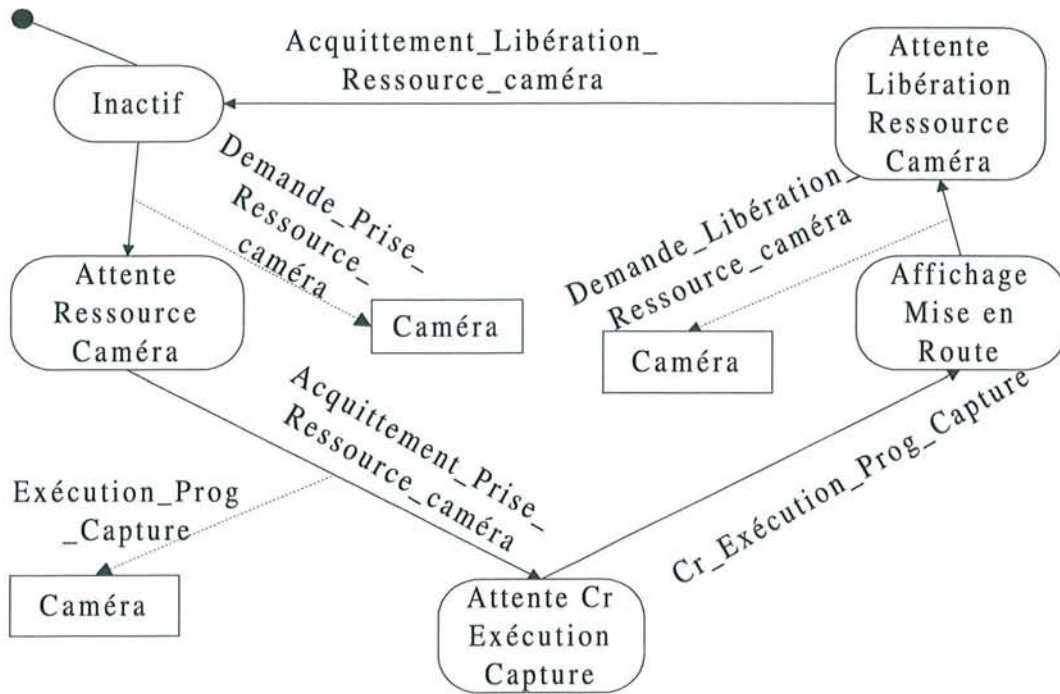 Acquittement_Libération_
Ressource_caméra
Attente
Libération
Ressource
Caméra
Inactif
Demande_Prise_
Ressource_
caméra
Demande_Libération_
Ressource_caméra
Attente
Ressource
Caméra
Caméra
Caméra
Affichage
Mise en
Route
Acquittement_Prise_
Ressource_caméra
Exécution_Prog
_Capture
Cr_Exécution_Prog_Capture
Caméra
Attente Cr
Exécution
Capture